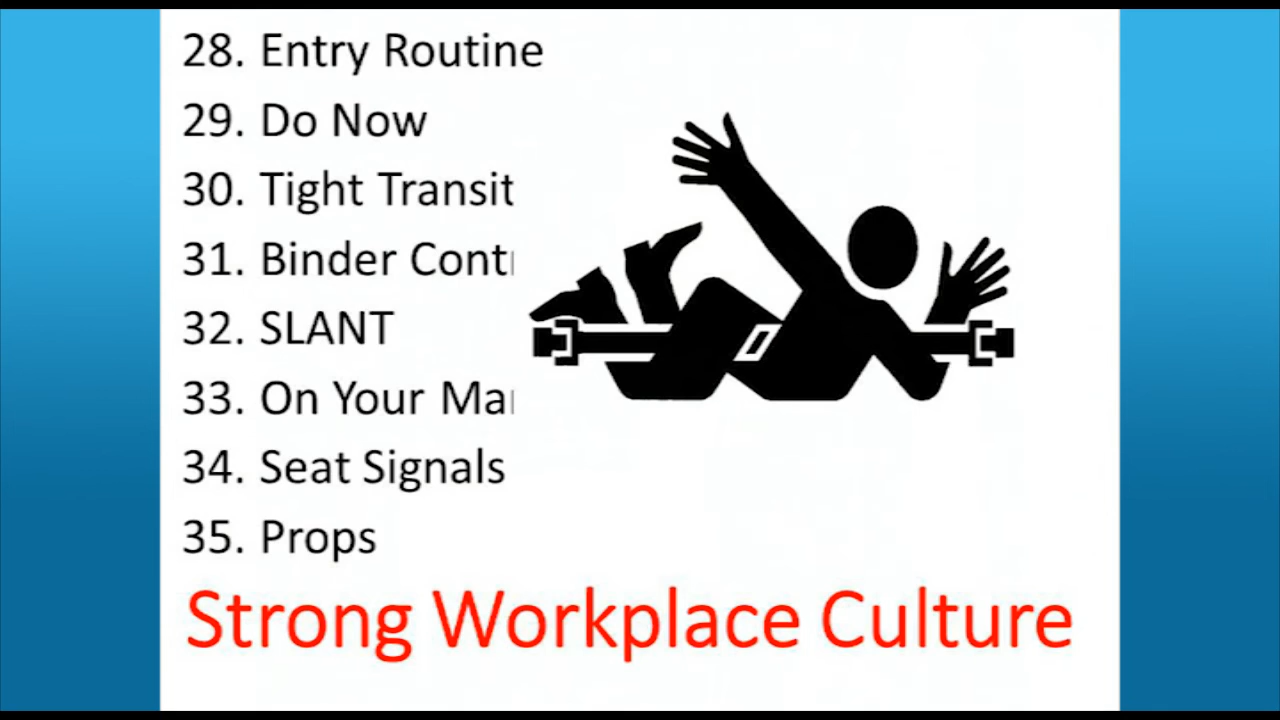 28. Entry Routine
29. Do Now
30. Tight Transit
31. Binder Cont
32. SLANT
33. On Your Ma
34. Seat Signals
35. Props
Strong Workplace Culture